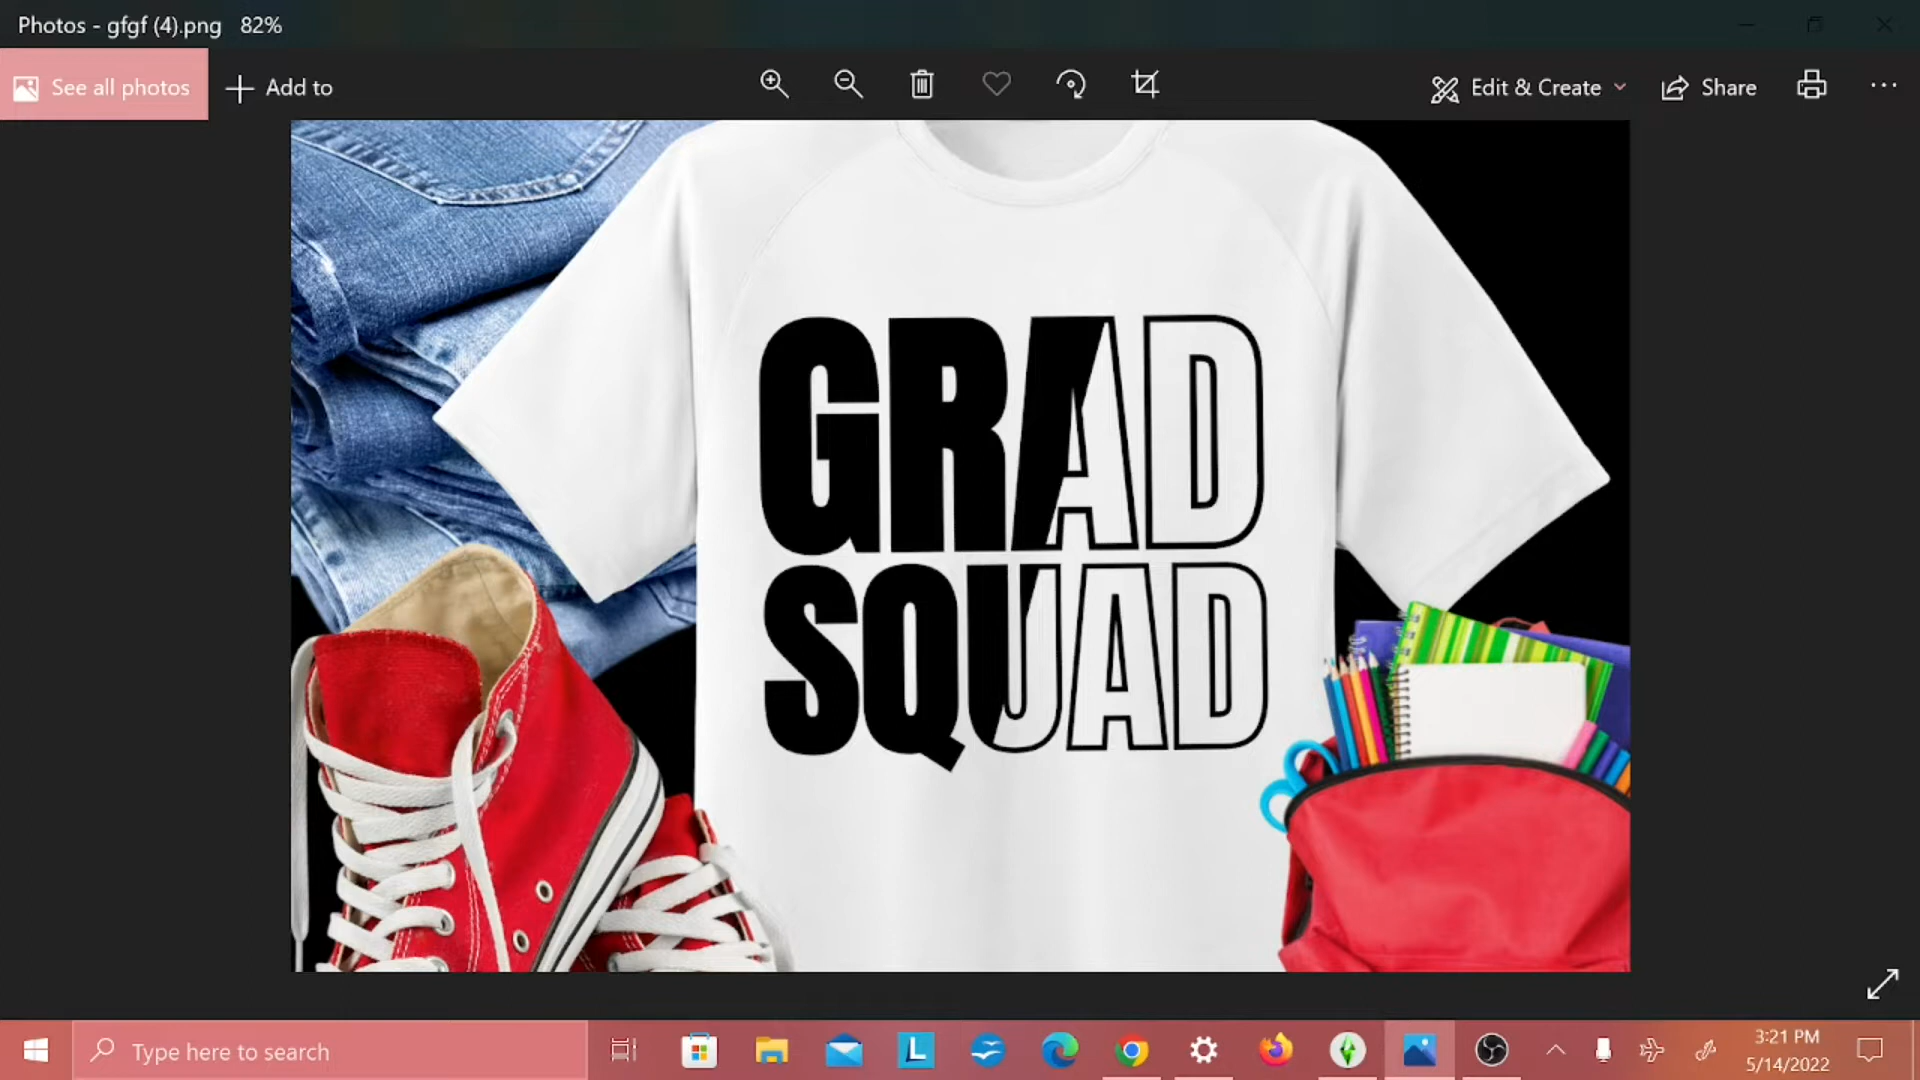 Photos - gfgf (4).png 82%
See all photos
Add to
Edit & Create
Share
GRAD
SQUAD
Type here to search
L
3:21 PM
5/14/2022